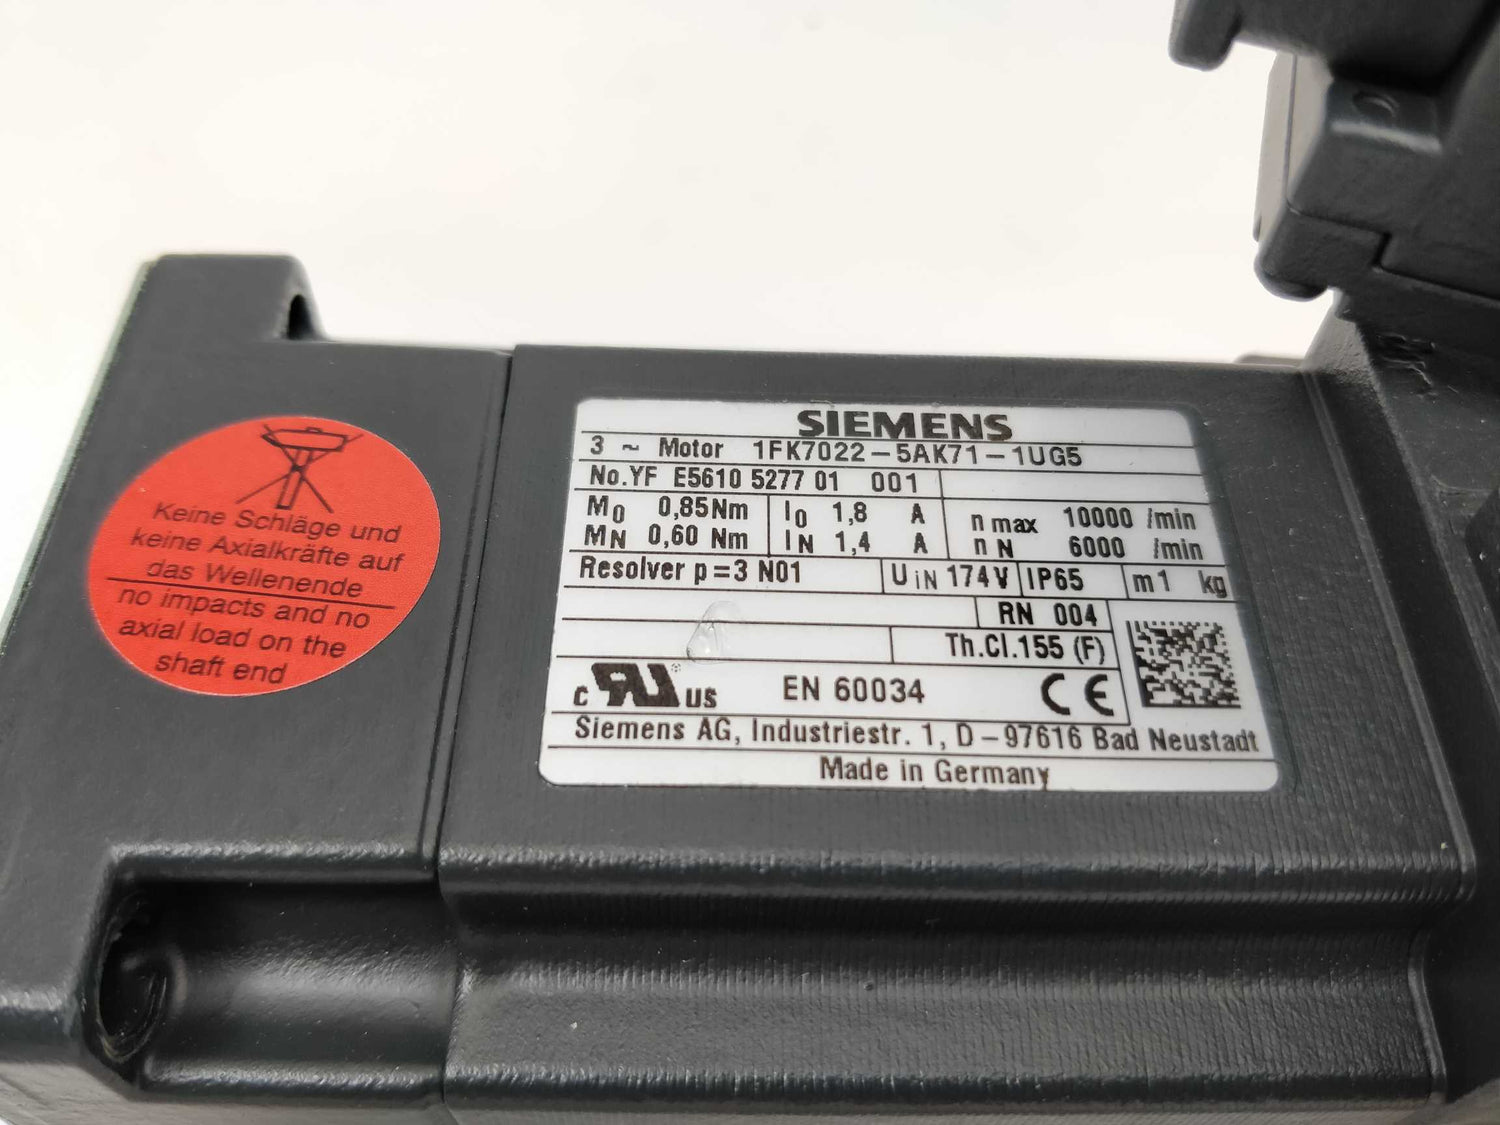 Keine Schläge und
keine Axialkräfte auf
das Wellenende
no impacts and no
axial load on the
shaft end
SIEMENS
3 ~ Motor 1FK7022-5AK71-1UG5
No.YF E5610 5277 01 001
M0 0,85Nm I0 1,8 A n max 10000 /min
MN 0,60 Nm IN 1,4 A n N 6000 /min
Resolver p=3 N01 UiN 174V IP65 m 1 kg
RN 004
Th.Cl.155 (F)
c RU US EN 60034 CE
Siemens AG, Industriestr. 1, D-97616 Bad Neustadt
Made in Germany